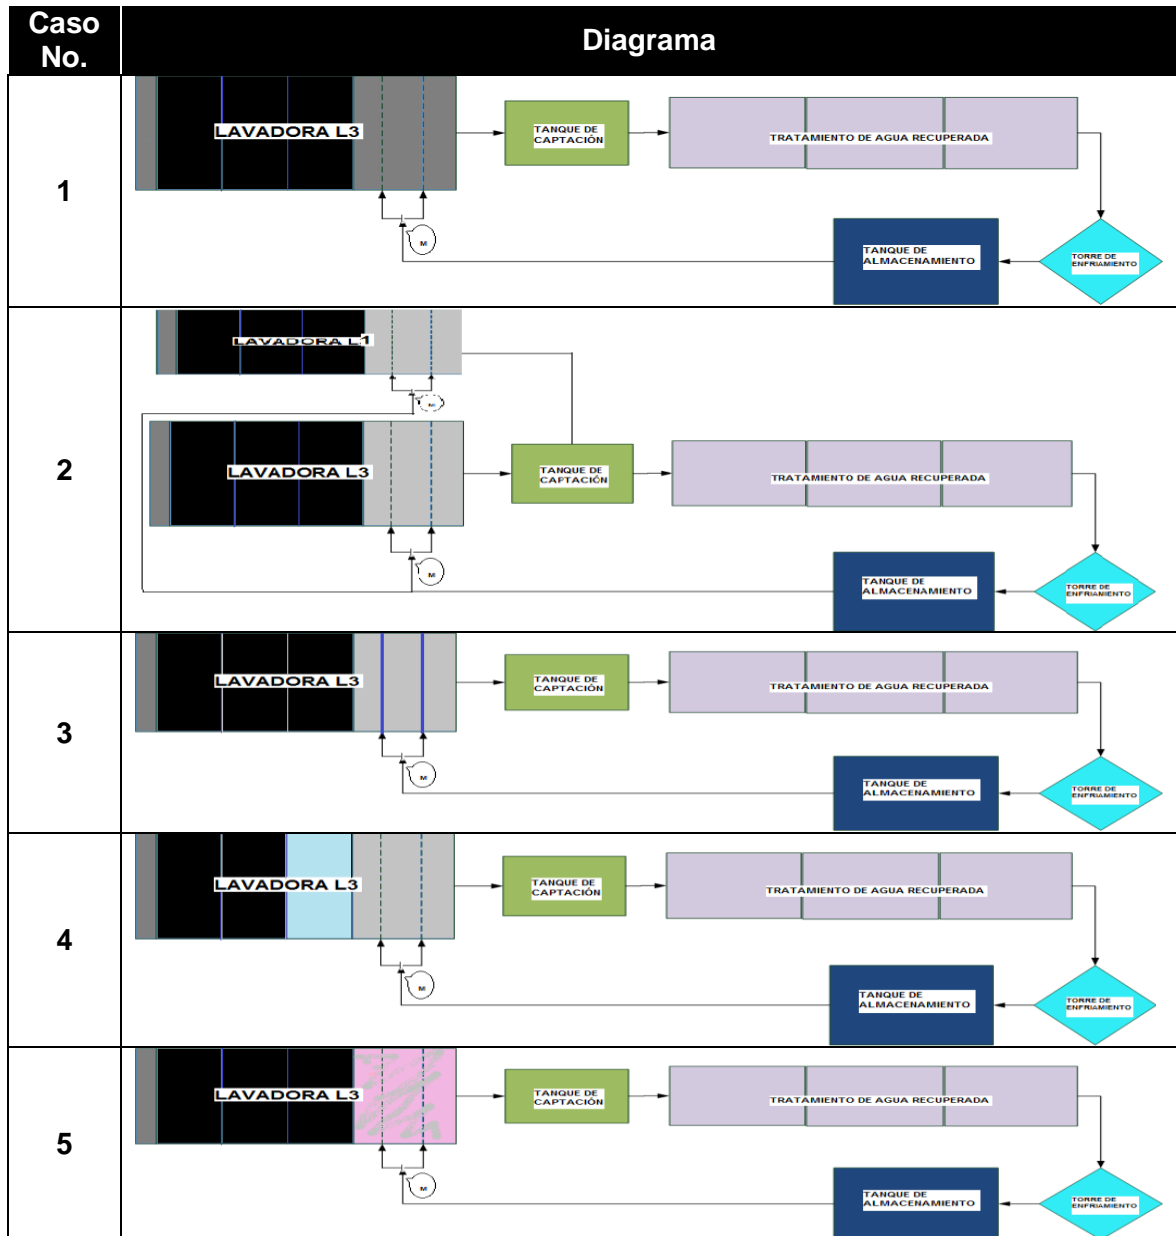 Caso
No.
Diagrama
1
LAVADORA L3
TANQUE DE
CAPTACIÓN
TRATAMIENTO DE AGUA RECUPERADA
M
TANQUE DE
ALMACENAMIENTO
TORRE DE
ENFRIAMIENTO
2
LAVADORA L1
M
LAVADORA L3
TANQUE DE
CAPTACIÓN
TRATAMIENTO DE AGUA RECUPERADA
M
TANQUE DE
ALMACENAMIENTO
TORRE DE
ENFRIAMIENTO
3
LAVADORA L3
TANQUE DE
CAPTACIÓN
TRATAMIENTO DE AGUA RECUPERADA
M
TANQUE DE
ALMACENAMIENTO
TORRE DE
ENFRIAMIENTO
4
LAVADORA L3
TANQUE DE
CAPTACIÓN
TRATAMIENTO DE AGUA RECUPERADA
M
TANQUE DE
ALMACENAMIENTO
TORRE DE
ENFRIAMIENTO
5
LAVADORA L3
TANQUE DE
CAPTACIÓN
TRATAMIENTO DE AGUA RECUPERADA
M
TANQUE DE
ALMACENAMIENTO
TORRE DE
ENFRIAMIENTO